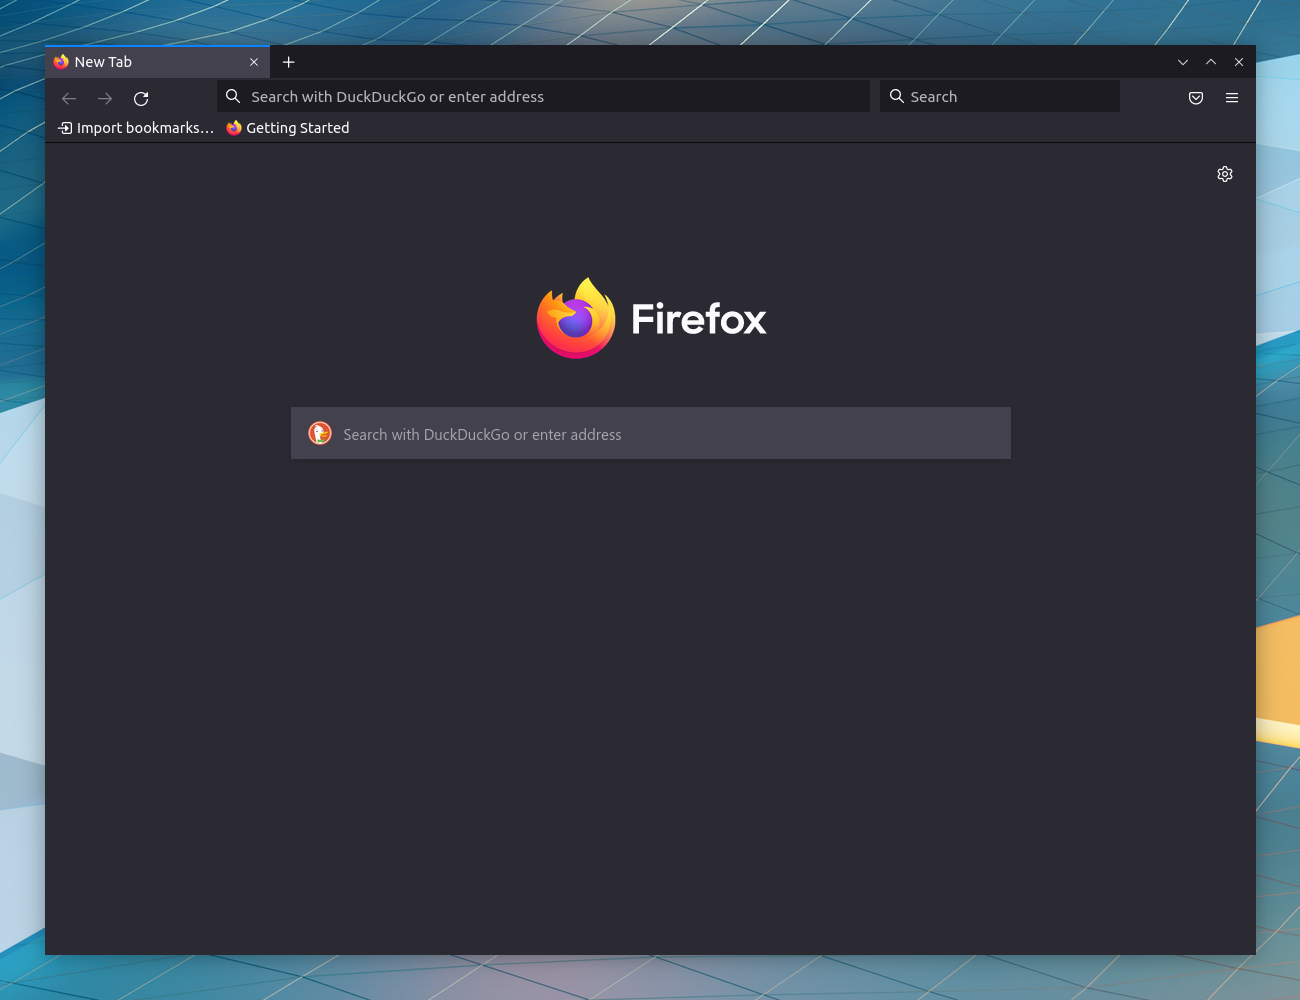 New Tab
Search with DuckDuckGo or enter address
Search
Import bookmarks…
Getting Started
Firefox
Search with DuckDuckGo or enter address